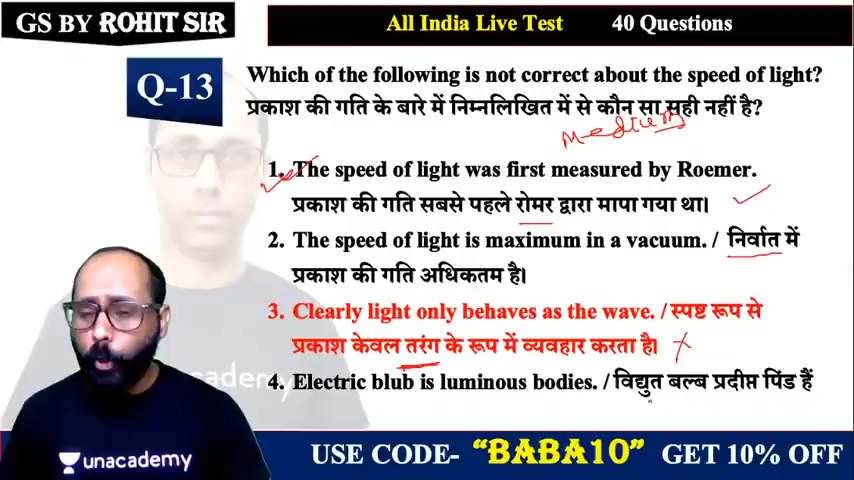 GS BY ROHIT SIR
All India Live Test 40 Questions
Q-13
Which of the following is not correct about the speed of light?
प्रकाश की गति के बारे में निम्नलिखित में से कौन सा सही नहीं है?
medium
1. The speed of light was first measured by Roemer.
प्रकाश की गति सबसे पहले रोमर द्वारा मापा गया था।
2. The speed of light is maximum in a vacuum. / निर्वात में
प्रकाश की गति अधिकतम है।
3. Clearly light only behaves as the wave. / स्पष्ट रूप से
प्रकाश केवल तरंग के रूप में व्यवहार करता है।
4. Electric blub is luminous bodies. / विद्युत बल्ब प्रदीप्त पिंड हैं
unacademy
USE CODE- “BABA10” GET 10% OFF